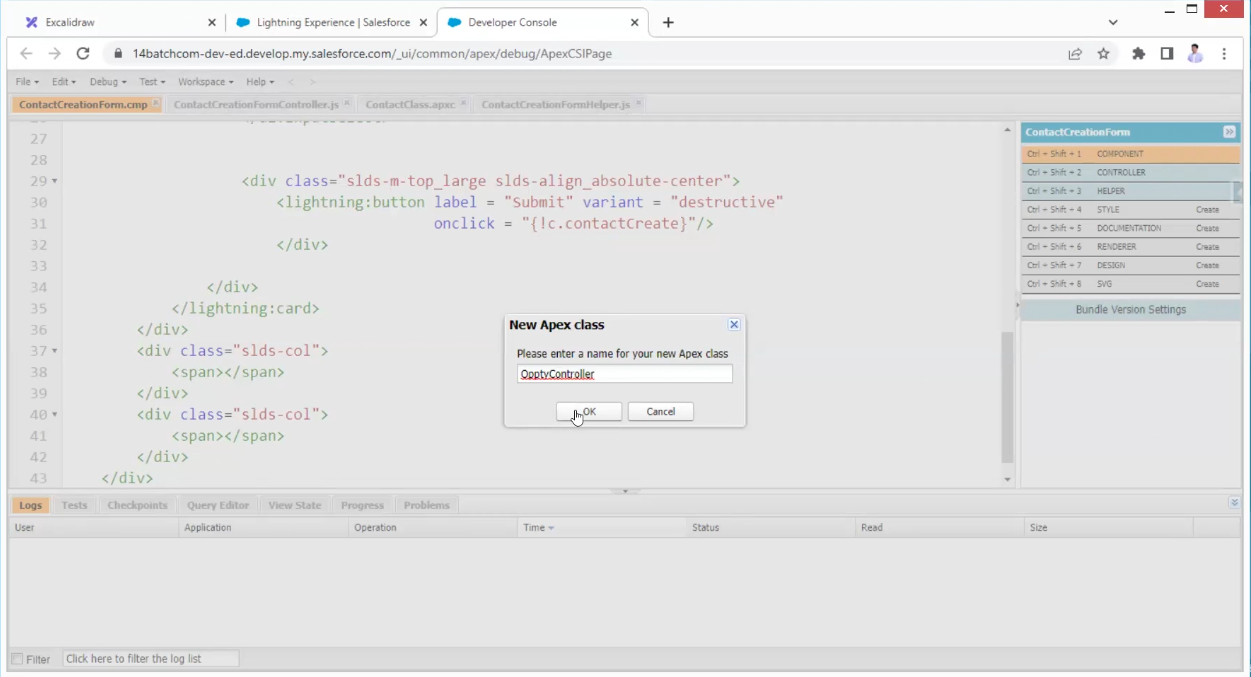 Excalidraw
Lightning Experience | Salesforce
Developer Console
14batchcom-dev-ed.develop.my.salesforce.com/_ui/common/apex/debug/ApexCSIPage
File Edit Debug Test Workspace Help < >
ContactCreationForm.cmp ContactCreationFormController.js ContactClass.apxc ContactCreationFormHelper.js
27
28
29 <div class="slds-m-top_large slds-align_absolute-center">
30 <lightning:button label = "Submit" variant = "destructive"
31 onclick = "{!c.contactCreate}"/>
32 </div>
33
34 </div>
35 </lightning:card>
36 </div>
37 <div class="slds-col">
38 <span></span>
39 </div>
40 <div class="slds-col">
41 <span></span>
42 </div>
43 </div>
ContactCreationForm
Ctrl + Shift + 1 COMPONENT
Ctrl + Shift + 2 CONTROLLER
Ctrl + Shift + 3 HELPER
Ctrl + Shift + 4 STYLE Create
Ctrl + Shift + 5 DOCUMENTATION Create
Ctrl + Shift + 6 RENDERER Create
Ctrl + Shift + 7 DESIGN Create
Ctrl + Shift + 8 SVG Create
Bundle Version Settings
New Apex class
Please enter a name for your new Apex class
OpptyController
OK Cancel
Logs Tests Checkpoints Query Editor View State Progress Problems
User Application Operation Time Status Read Size
Filter Click here to filter the log list